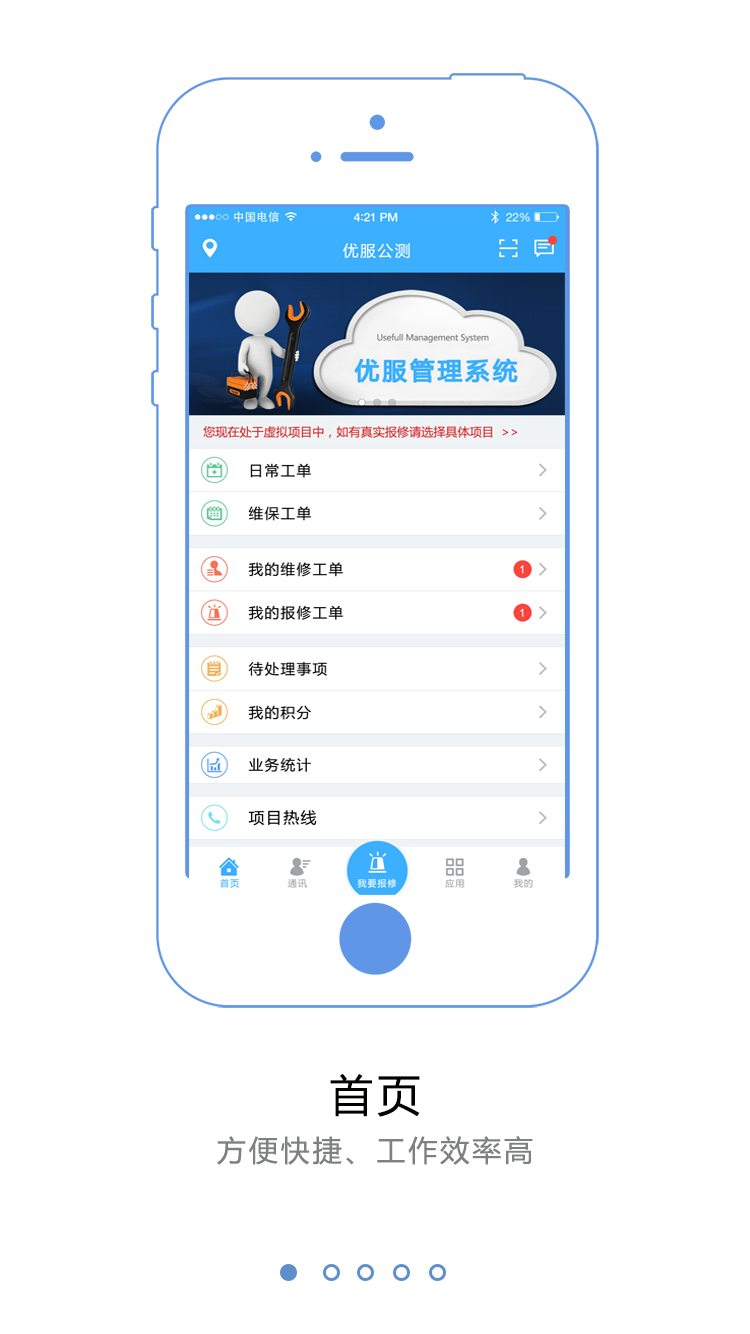 中国电信 4:21 PM 22%
优服公测
Usefull Management System
优服管理系统
您现在处于虚拟项目中，如有真实报修请选择具体项目 >>
日常工单
维保工单
我的维修工单 1
我的报修工单 1
待处理事项
我的积分
业务统计
项目热线
首页 通讯 我要报修 应用 我的
首页
方便快捷、工作效率高